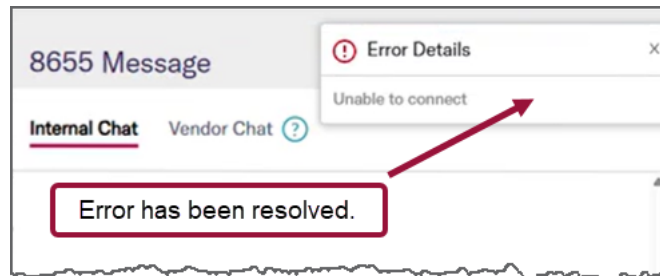 8655 Message
Error Details
Unable to connect
Internal Chat Vendor Chat ?
Error has been resolved.